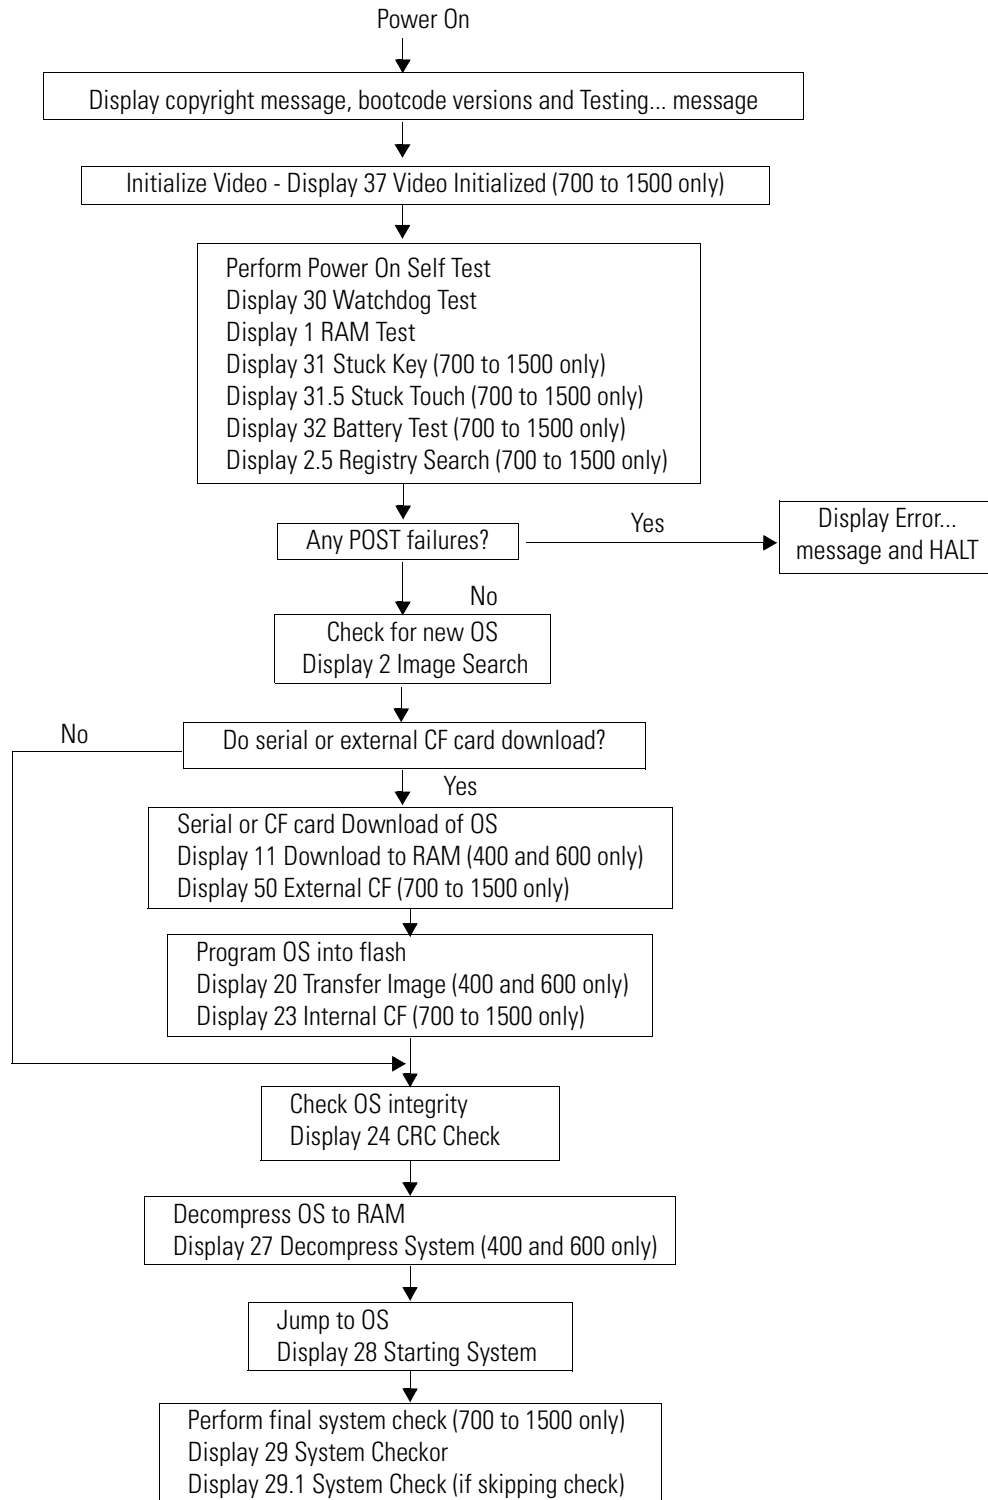 Power On
Display copyright message, bootcode versions and Testing... message
Initialize Video - Display 37 Video Initialized (700 to 1500 only)
Perform Power On Self Test
Display 30 Watchdog Test
Display 1 RAM Test
Display 31 Stuck Key (700 to 1500 only)
Display 31.5 Stuck Touch (700 to 1500 only)
Display 32 Battery Test (700 to 1500 only)
Display 2.5 Registry Search (700 to 1500 only)
Any POST failures?
Yes
Display Error...
message and HALT
No
Check for new OS
Display 2 Image Search
No
Do serial or external CF card download?
Yes
Serial or CF card Download of OS
Display 11 Download to RAM (400 and 600 only)
Display 50 External CF (700 to 1500 only)
Program OS into flash
Display 20 Transfer Image (400 and 600 only)
Display 23 Internal CF (700 to 1500 only)
Check OS integrity
Display 24 CRC Check
Decompress OS to RAM
Display 27 Decompress System (400 and 600 only)
Jump to OS
Display 28 Starting System
Perform final system check (700 to 1500 only)
Display 29 System Checkor
Display 29.1 System Check (if skipping check)